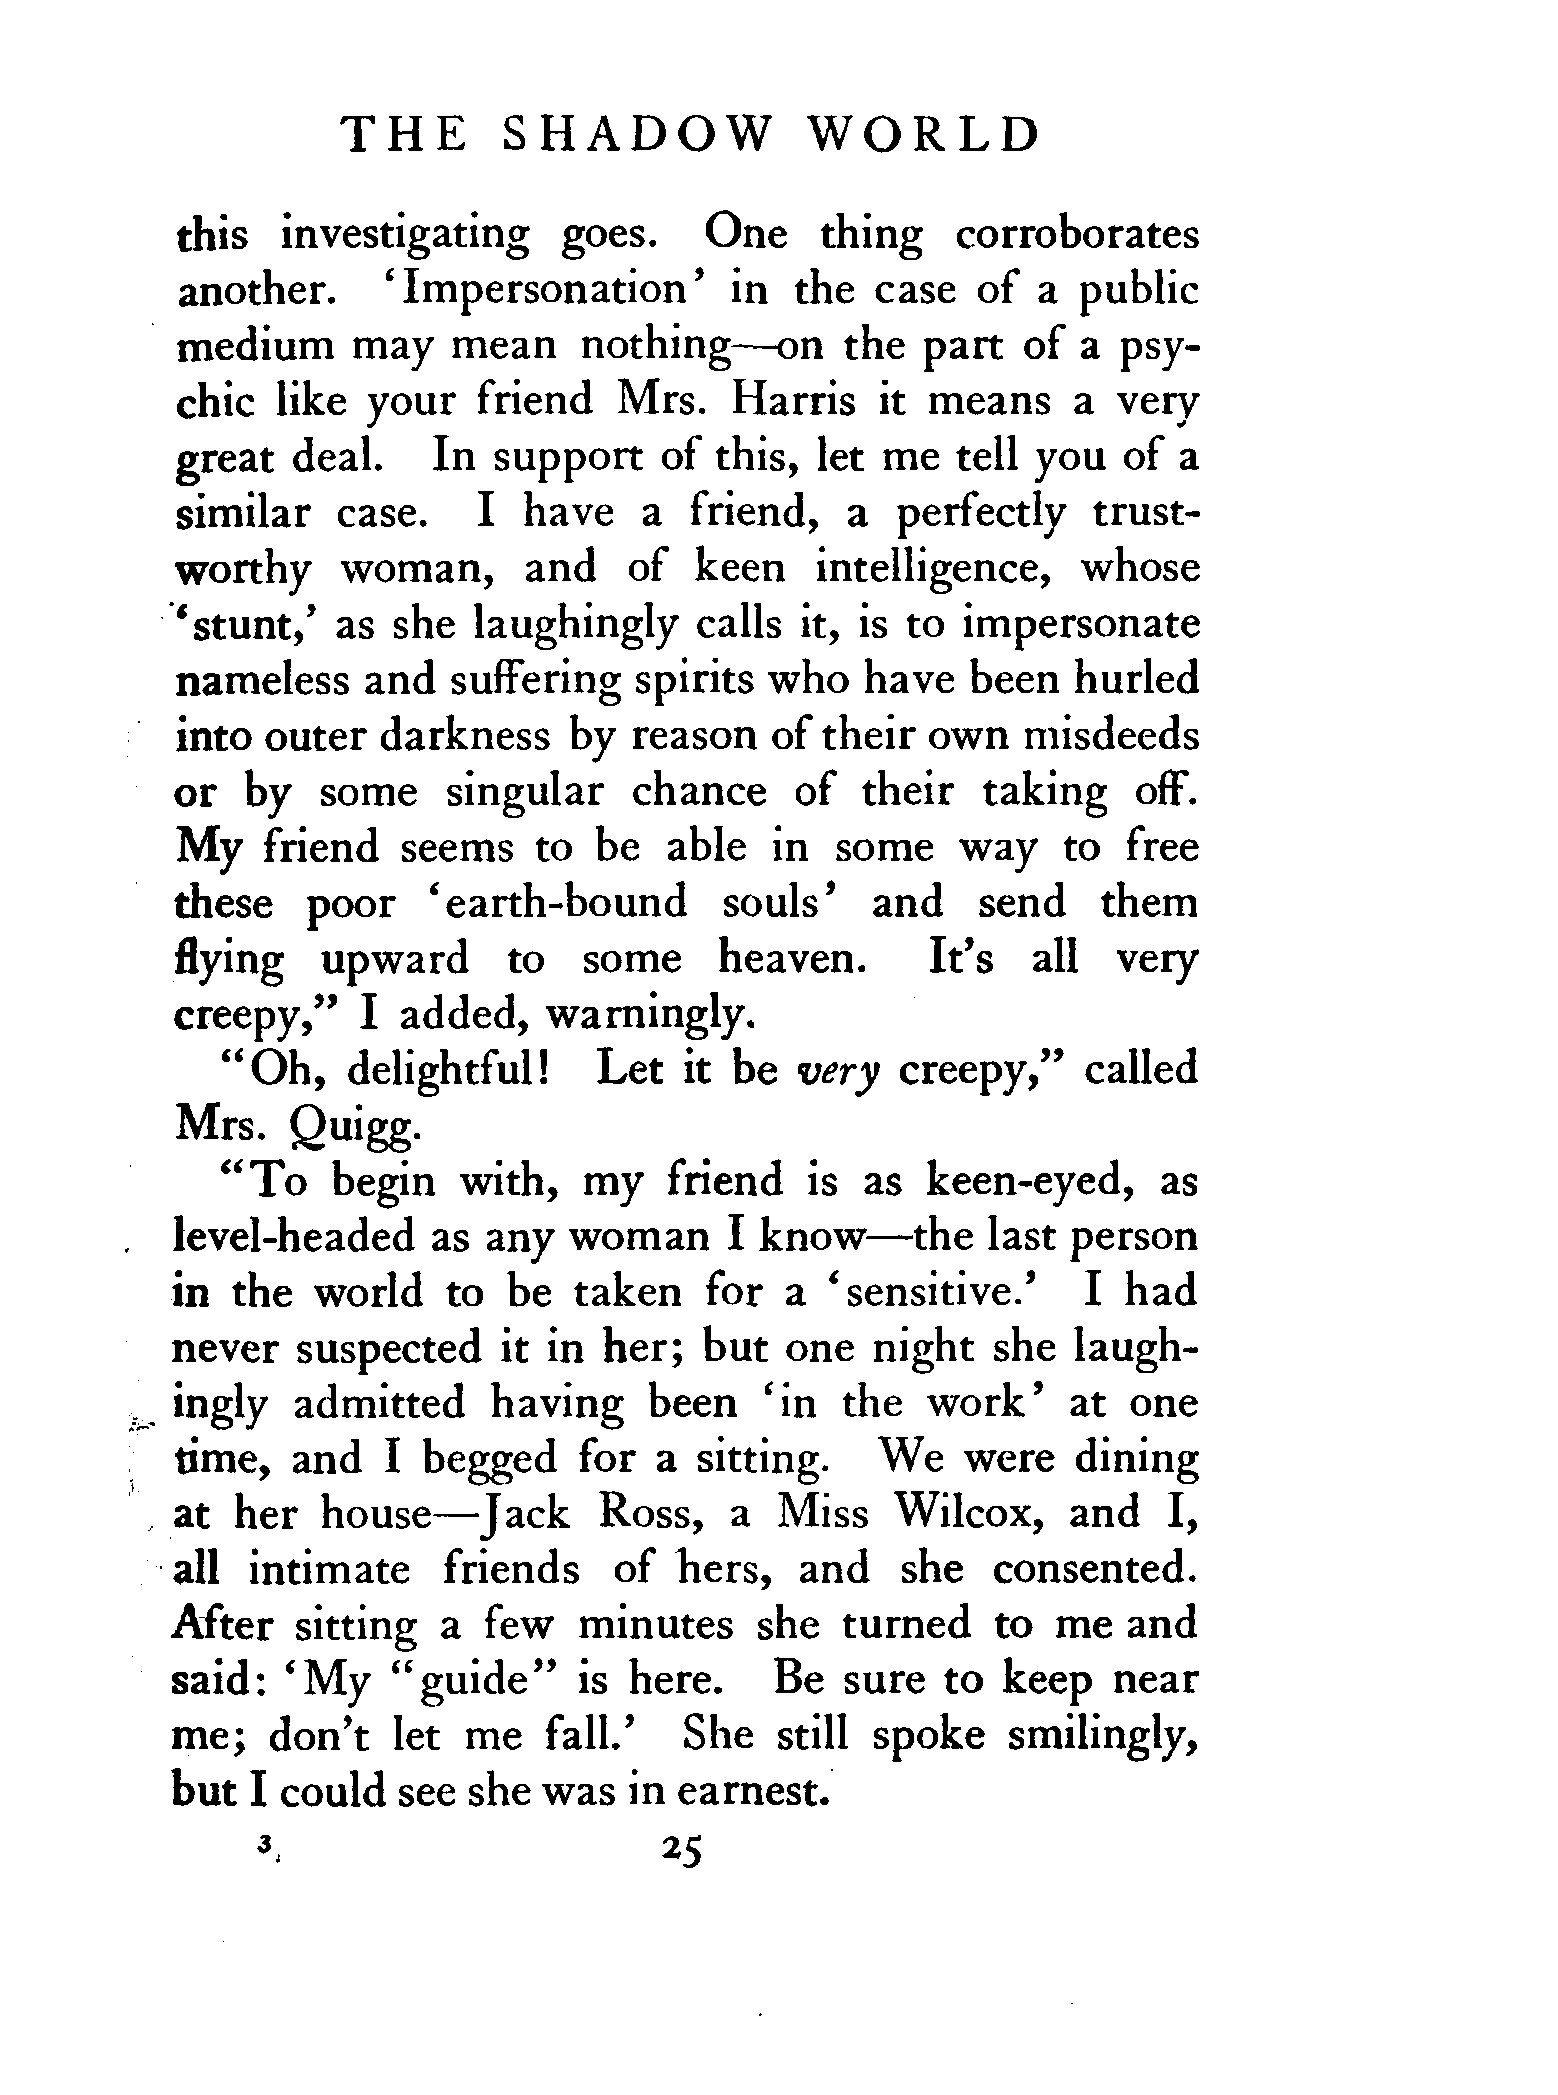 THE SHADOW WORLD
this investigating goes. One thing corroborates
another. ‘Impersonation’ in the case of a public
medium may mean nothing—on the part of a psy-
chic like your friend Mrs. Harris it means a very
great deal. In support of this, let me tell you of a
similar case. I have a friend, a perfectly trust-
worthy woman, and of keen intelligence, whose
‘stunt,’ as she laughingly calls it, is to impersonate
nameless and suffering spirits who have been hurled
into outer darkness by reason of their own misdeeds
or by some singular chance of their taking off.
My friend seems to be able in some way to free
these poor ‘earth-bound souls’ and send them
flying upward to some heaven. It’s all very
creepy,” I added, warningly.
“Oh, delightful! Let it be very creepy,” called
Mrs. Quigg.
“To begin with, my friend is as keen-eyed, as
level-headed as any woman I know—the last person
in the world to be taken for a ‘sensitive.’ I had
never suspected it in her; but one night she laugh-
ingly admitted having been ‘in the work’ at one
time, and I begged for a sitting. We were dining
at her house—Jack Ross, a Miss Wilcox, and I,
all intimate friends of hers, and she consented.
After sitting a few minutes she turned to me and
said: ‘My “guide” is here. Be sure to keep near
me; don’t let me fall.’ She still spoke smilingly,
but I could see she was in earnest.
3 25